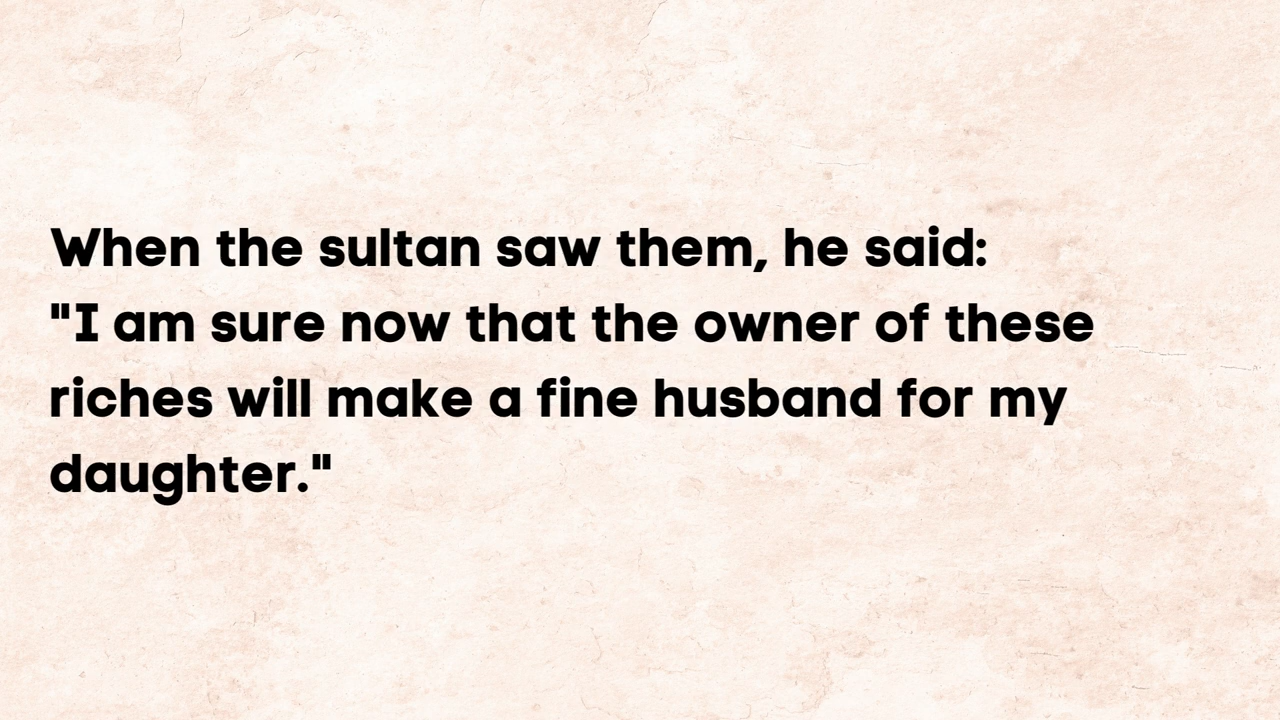 When the sultan saw them, he said:
"I am sure now that the owner of these
riches will make a fine husband for my
daughter."